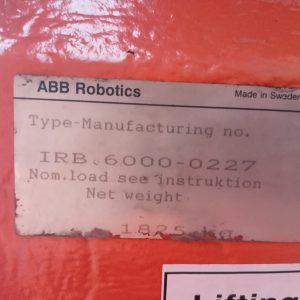 ABB Robotics Made in Sweden
Type-Manufacturing no.
IRB.6000-0227
Nom.load see instruktion
Net weight
1825 kg
Lifting